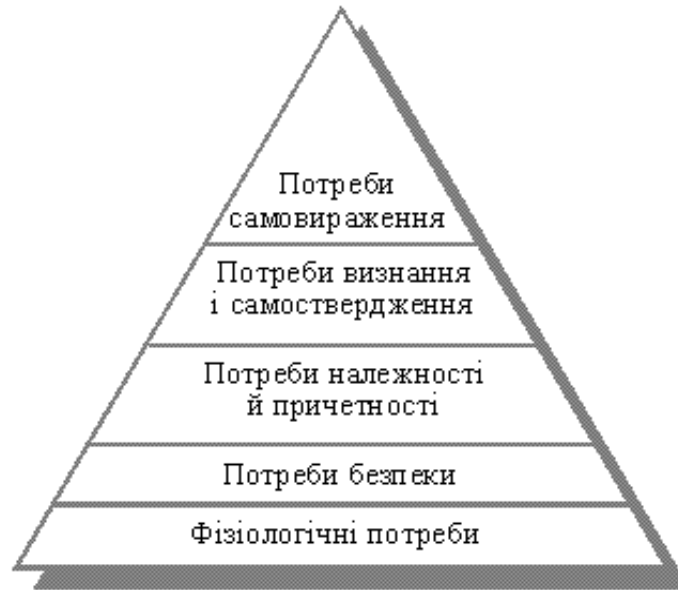 Потреби
самовираження
Потреби визнання
і самоствердження
Потреби належності
й причетності
Потреби безпеки
Фізіологічні потреби